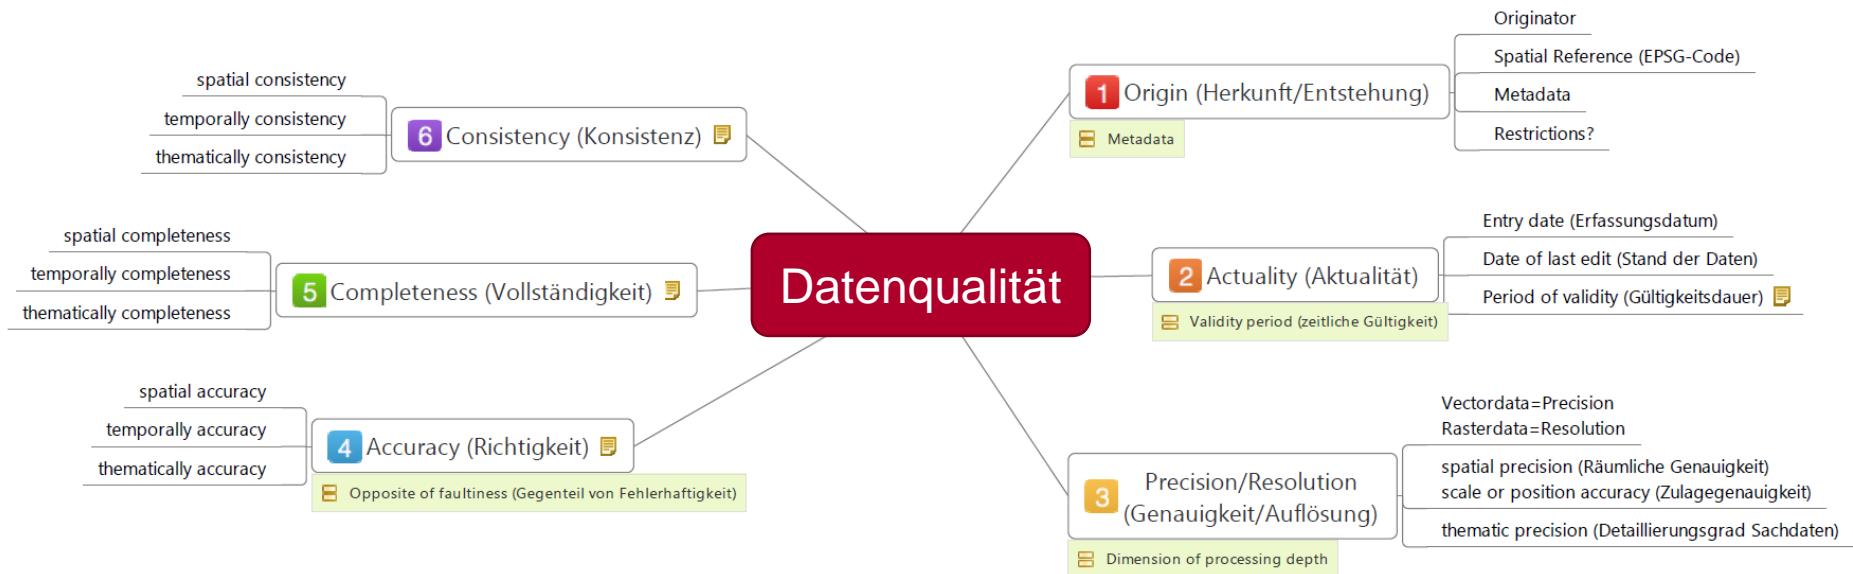 Datenqualität
1 Origin (Herkunft/Entstehung)
Metadata
Originator
Spatial Reference (EPSG-Code)
Metadata
Restrictions?
2 Actuality (Aktualität)
Validity period (zeitliche Gültigkeit)
Entry date (Erfassungsdatum)
Date of last edit (Stand der Daten)
Period of validity (Gültigkeitsdauer)
3 Precision/Resolution
(Genauigkeit/Auflösung)
Dimension of processing depth
Vectordata=Precision
Rasterdata=Resolution
spatial precision (Räumliche Genauigkeit)
scale or position accuracy (Zulagegenauigkeit)
thematic precision (Detaillierungsgrad Sachdaten)
4 Accuracy (Richtigkeit)
Opposite of faultiness (Gegenteil von Fehlerhaftigkeit)
spatial accuracy
temporally accuracy
thematically accuracy
5 Completeness (Vollständigkeit)
spatial completeness
temporally completeness
thematically completeness
6 Consistency (Konsistenz)
spatial consistency
temporally consistency
thematically consistency